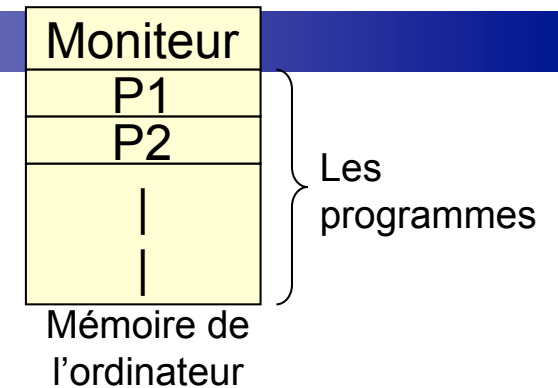 Moniteur
P1
P2
|
|
Les
programmes
Mémoire de
l'ordinateur